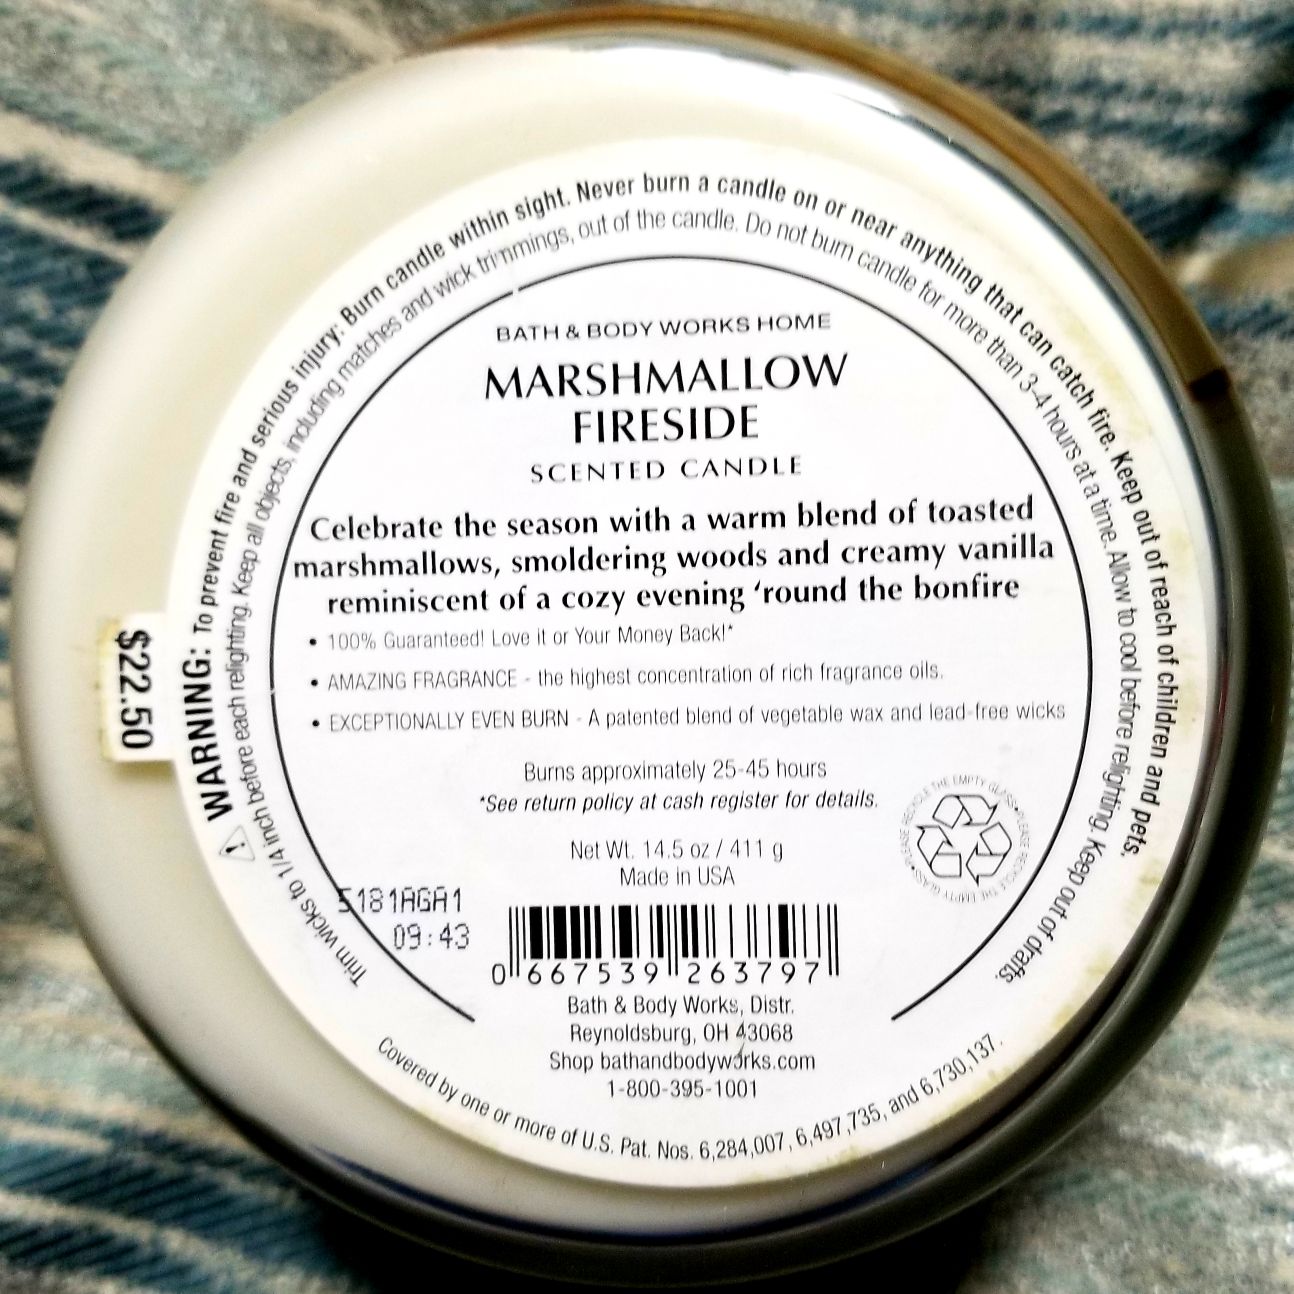 WARNING: To prevent fire and serious injury: Burn candle within sight. Never burn a candle on or near anything that can catch fire. Keep out of reach of children and pets.
Trim wicks to 1/4 inch before each relighting. Keep all objects, including matches and wick trimmings, out of the candle. Do not burn candle for more than 3-4 hours at a time. Allow to cool before relighting. Keep out of drafts.
BATH & BODY WORKS HOME
MARSHMALLOW
FIRESIDE
SCENTED CANDLE
Celebrate the season with a warm blend of toasted
marshmallows, smoldering woods and creamy vanilla
reminiscent of a cozy evening ‘round the bonfire
• 100% Guaranteed! Love it or Your Money Back!*
• AMAZING FRAGRANCE - the highest concentration of rich fragrance oils.
• EXCEPTIONALLY EVEN BURN - A patented blend of vegetable wax and lead-free wicks
$22.50
Burns approximately 25-45 hours
*See return policy at cash register for details.
PLEASE RECYCLE THE EMPTY GLASS • PLEASE RECYCLE THE EMPTY GLASS •
Net Wt. 14.5 oz / 411 g
Made in USA
5181AGA1
09:43
0 667539 263797
Bath & Body Works, Distr.
Reynoldsburg, OH 43068
Shop bathandbodyworks.com
1-800-395-1001
Covered by one or more of U.S. Pat. Nos. 6,284,007, 6,497,735, and 6,730,137.